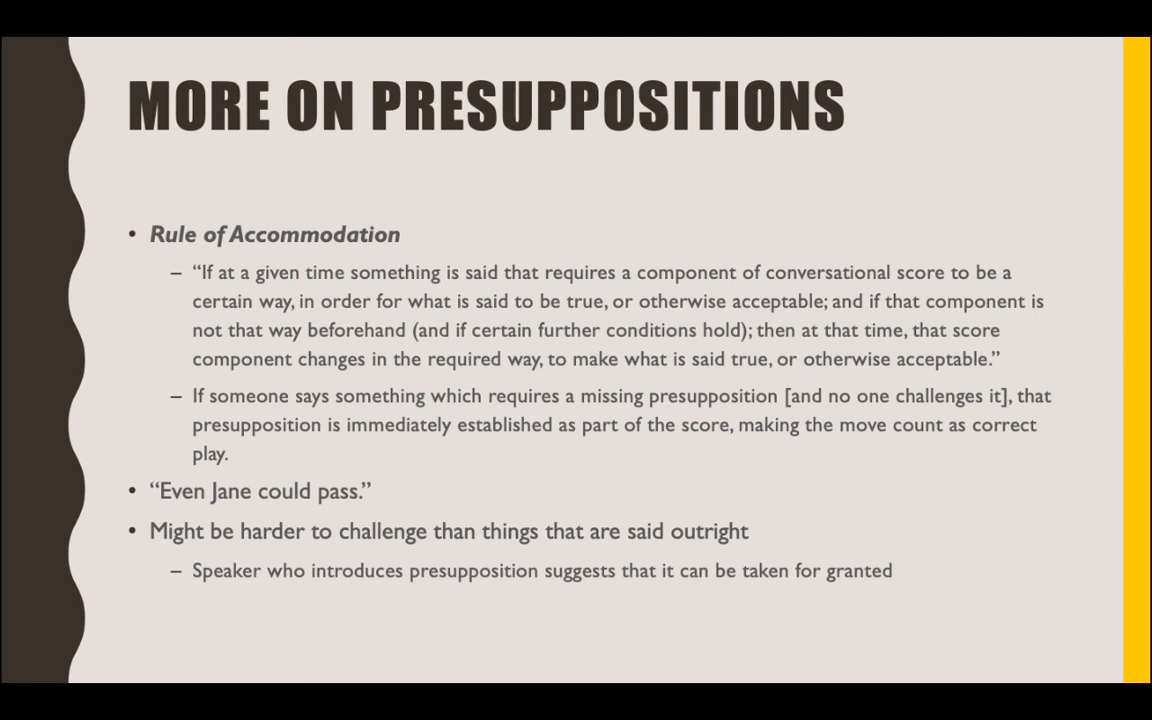 MORE ON PRESUPPOSITIONS
• Rule of Accommodation
– “If at a given time something is said that requires a component of conversational score to be a
certain way, in order for what is said to be true, or otherwise acceptable; and if that component is
not that way beforehand (and if certain further conditions hold); then at that time, that score
component changes in the required way, to make what is said true, or otherwise acceptable.”
– If someone says something which requires a missing presupposition [and no one challenges it], that
presupposition is immediately established as part of the score, making the move count as correct
play.
• “Even Jane could pass.”
• Might be harder to challenge than things that are said outright
– Speaker who introduces presupposition suggests that it can be taken for granted